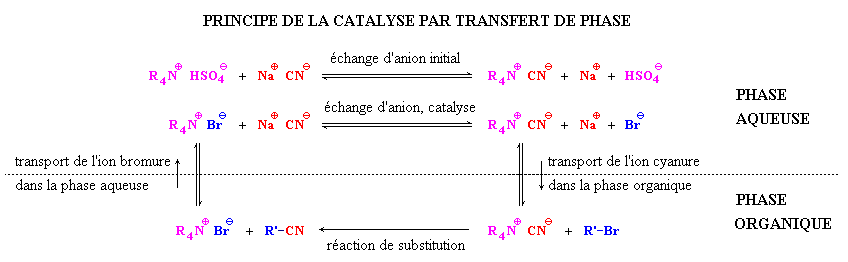 PRINCIPE DE LA CATALYSE PAR TRANSFERT DE PHASE
échange d'anion initial
R₄N⊕ HSO₄⊖ + Na⊕ CN⊖ R₄N⊕ CN⊖ + Na⊕ + HSO₄⊖
échange d'anion, catalyse
R₄N⊕ Br⊖ + Na⊕ CN⊖ R₄N⊕ CN⊖ + Na⊕ + Br⊖
PHASE
AQUEUSE
transport de l'ion bromure
dans la phase aqueuse
transport de l'ion cyanure
dans la phase organique
R₄N⊕ Br⊖ + R'-CN R₄N⊕ CN⊖ + R'-Br
réaction de substitution
PHASE
ORGANIQUE